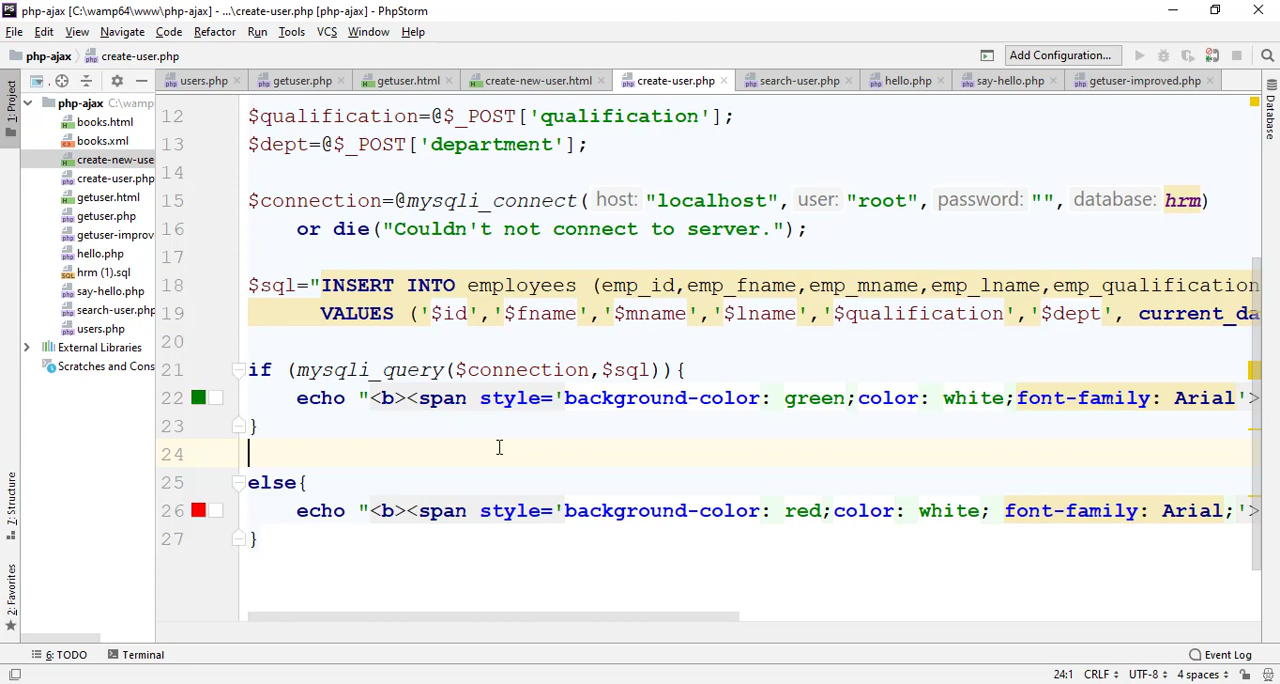 php-ajax [C:\wamp64\www\php-ajax] - ...\create-user.php [php-ajax] - PhpStorm
File Edit View Navigate Code Refactor Run Tools VCS Window Help
php-ajax create-user.php Add Configuration...
1: Project
users.php getuser.php getuser.html create-new-user.html create-user.php search-user.php hello.php say-hello.php getuser-improved.php
php-ajax C:\wamp
books.html
books.xml
create-new-use
create-user.php
getuser.html
getuser.php
getuser-improv
hello.php
hrm (1).sql
say-hello.php
search-user.php
users.php
External Libraries
Scratches and Cons
12 $qualification=@$_POST['qualification'];
13 $dept=@$_POST['department'];
14
15 $connection=@mysqli_connect( host: "localhost", user: "root", password: "", database: hrm)
16 or die("Couldn't not connect to server.");
17
18 $sql="INSERT INTO employees (emp_id,emp_fname,emp_mname,emp_lname,emp_qualification
19 VALUES ('$id','$fname','$mname','$lname','$qualification','$dept', current_da
20
21 if (mysqli_query($connection,$sql)){
22 echo "<b><span style='background-color: green;color: white;font-family: Arial'>
23 }
24
25 else{
26 echo "<b><span style='background-color: red;color: white; font-family: Arial;'>
27 }
Database
7: Structure
2: Favorites
6: TODO Terminal Event Log
24:1 CRLF UTF-8 4 spaces